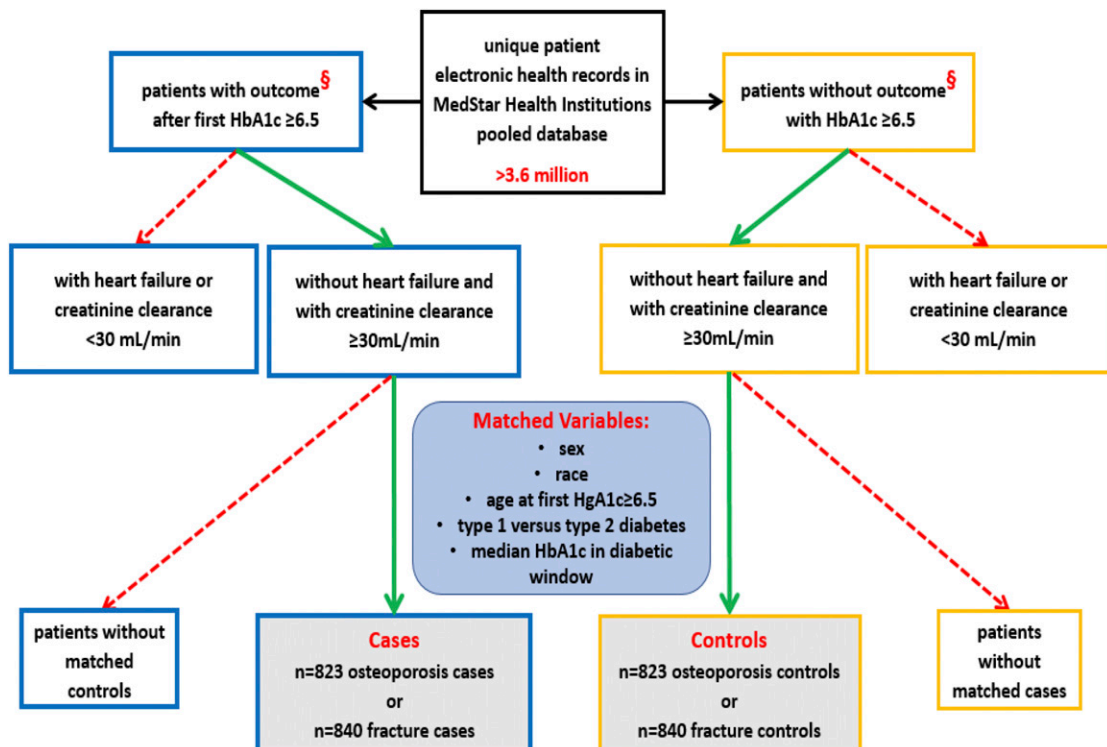 patients with outcome§
after first HbA1c ≥6.5
unique patient
electronic health records in
MedStar Health Institutions
pooled database
>3.6 million
patients without outcome§
with HbA1c ≥6.5
with heart failure or
creatinine clearance
<30 mL/min
without heart failure and
with creatinine clearance
≥30mL/min
without heart failure and
with creatinine clearance
≥30mL/min
with heart failure or
creatinine clearance
<30 mL/min
Matched Variables:
• sex
• race
• age at first HgA1c≥6.5
• type 1 versus type 2 diabetes
• median HbA1c in diabetic
window
patients without
matched
controls
Cases
n=823 osteoporosis cases
or
n=840 fracture cases
Controls
n=823 osteoporosis controls
or
n=840 fracture controls
patients
without
matched cases